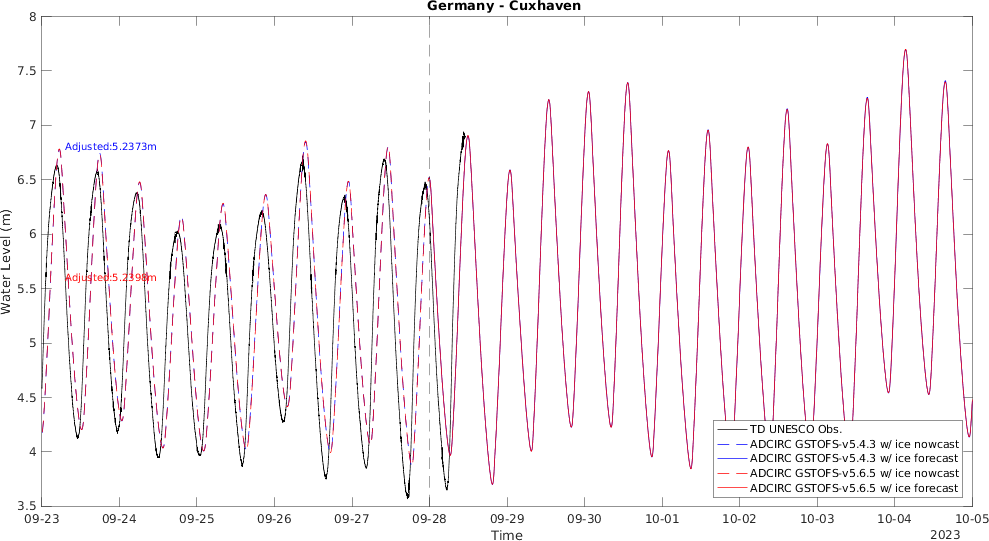 Germany - Cuxhaven
8
7.5
7
6.5
6
5.5
5
4.5
4
3.5
Water Level (m)
Adjusted:5.2373m
Adjusted:5.2398m
TD UNESCO Obs.
ADCIRC GSTOFS-v5.4.3 w/ ice nowcast
ADCIRC GSTOFS-v5.4.3 w/ ice forecast
ADCIRC GSTOFS-v5.6.5 w/ ice nowcast
ADCIRC GSTOFS-v5.6.5 w/ ice forecast
09-23 09-24 09-25 09-26 09-27 09-28 09-29 09-30 10-01 10-02 10-03 10-04 10-05
Time
2023